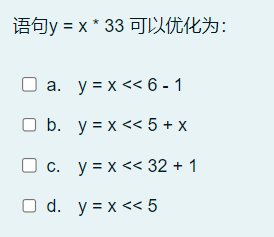 语句y = x * 33 可以优化为：
a. y = x << 6 - 1
b. y = x << 5 + x
c. y = x << 32 + 1
d. y = x << 5